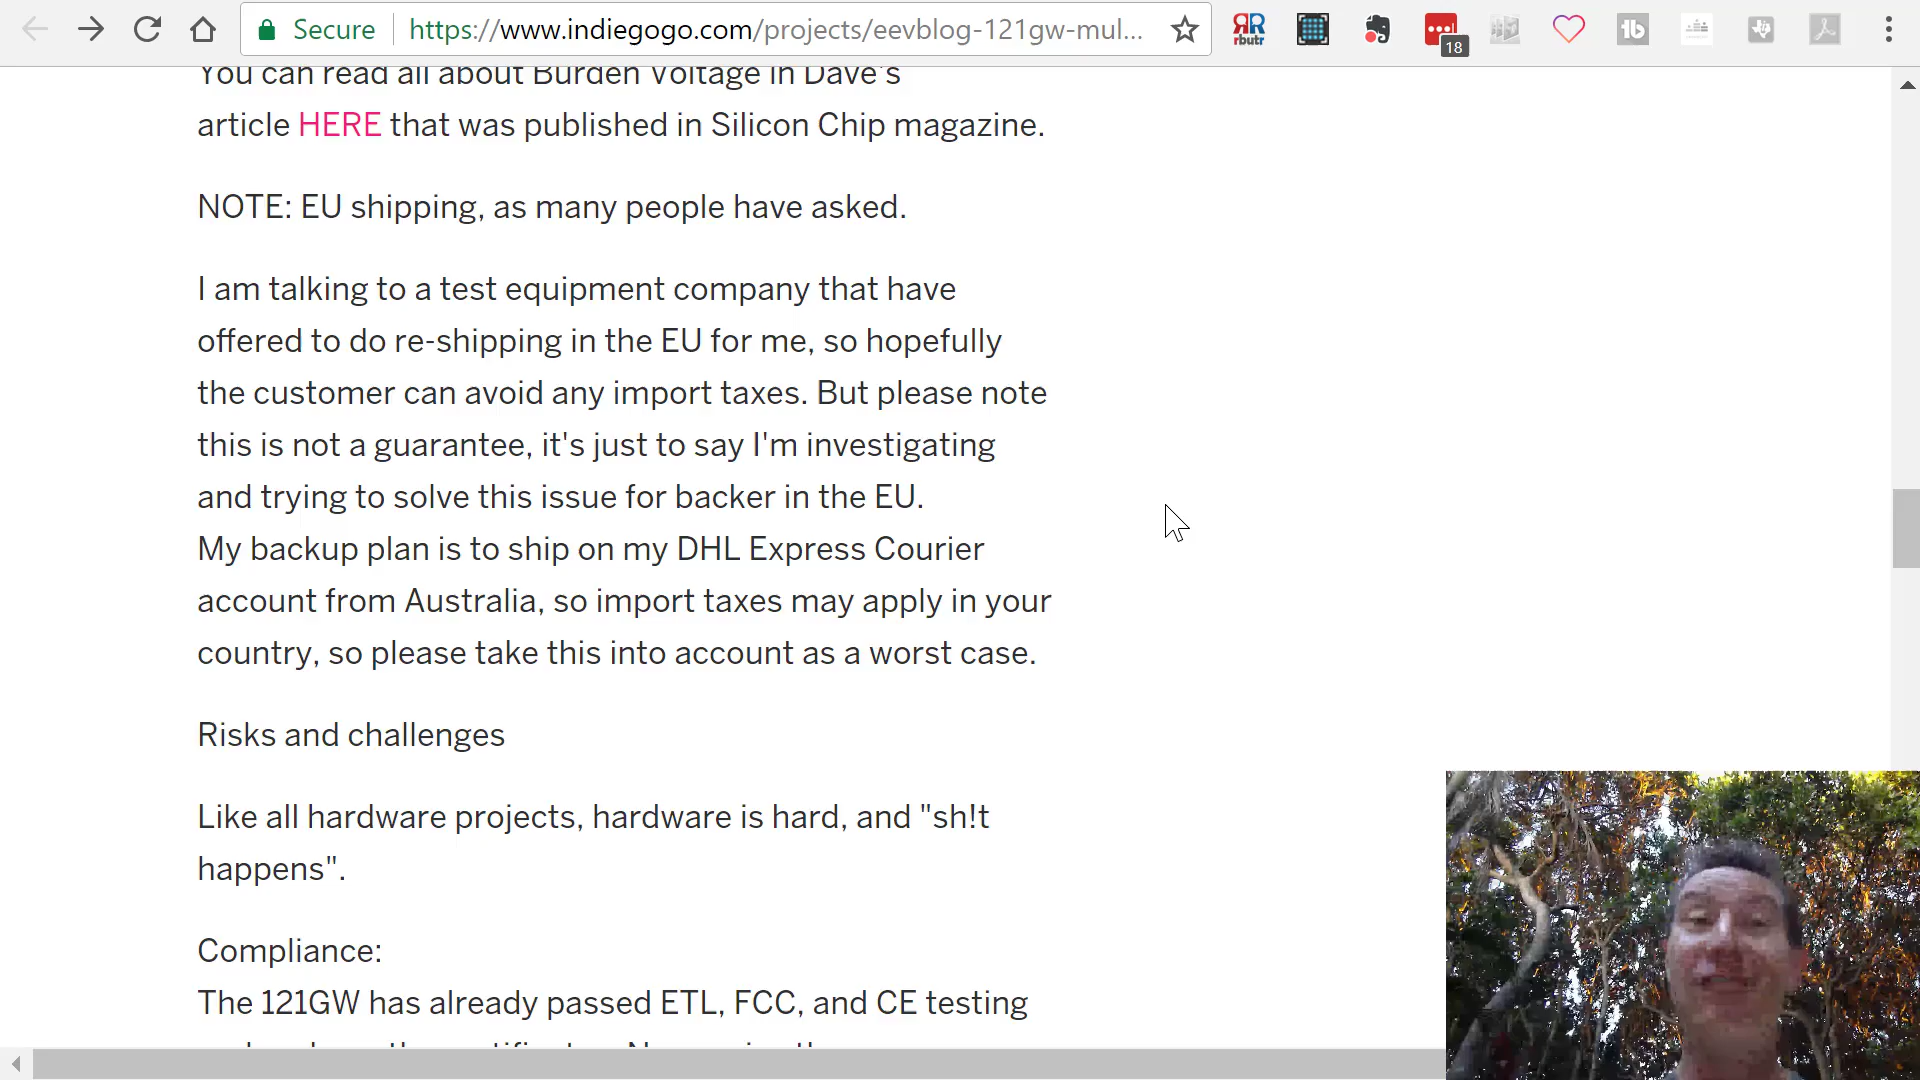 Secure
https://www.indiegogo.com/projects/eevblog-121gw-mul...
ЯR
rbutr
18
tb
You can read all about Burden Voltage in Dave's
article HERE that was published in Silicon Chip magazine.
NOTE: EU shipping, as many people have asked.
I am talking to a test equipment company that have
offered to do re-shipping in the EU for me, so hopefully
the customer can avoid any import taxes. But please note
this is not a guarantee, it's just to say I'm investigating
and trying to solve this issue for backer in the EU.
My backup plan is to ship on my DHL Express Courier
account from Australia, so import taxes may apply in your
country, so please take this into account as a worst case.
Risks and challenges
Like all hardware projects, hardware is hard, and "sh!t
happens".
Compliance:
The 121GW has already passed ETL, FCC, and CE testing